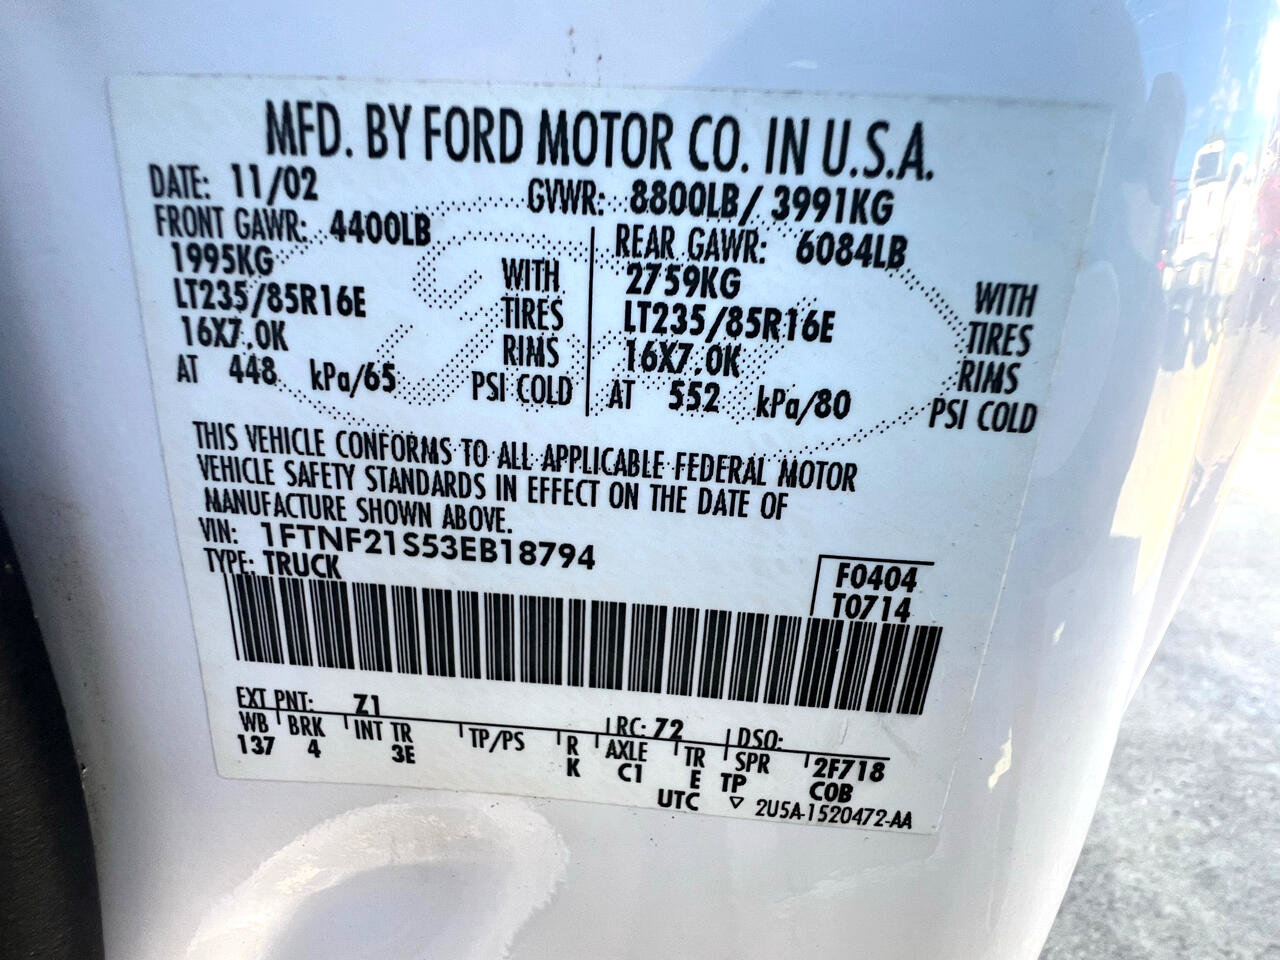 MFD. BY FORD MOTOR CO. IN U.S.A.
DATE: 11/02 GVWR: 8800LB / 3991KG
FRONT GAWR: 4400LB REAR GAWR: 6084LB
1995KG WITH 2759KG WITH
LT235/85R16E TIRES LT235/85R16E TIRES
16X7.0K RIMS 16X7.0K RIMS
AT 448 kPa/65 PSI COLD AT 552 kPa/80 PSI COLD
THIS VEHICLE CONFORMS TO ALL APPLICABLE FEDERAL MOTOR
VEHICLE SAFETY STANDARDS IN EFFECT ON THE DATE OF
MANUFACTURE SHOWN ABOVE.
VIN: 1FTNF21S53EB18794
TYPE: TRUCK F0404
T0714
EXT PNT: Z1 RC: 72 DSO:
WB BRK INT TR TP/PS R AXLE TR SPR 2F718
137 4 3E K C1 E TP COB
UTC ▽ 2U5A-1520472-AA